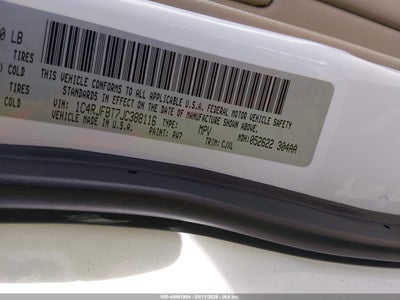 0 LB
TIRES
COLD
TIRES
COLD
THIS VEHICLE CONFORMS TO ALL APPLICABLE U.S.A. FEDERAL MOTOR VEHICLE SAFETY
STANDARDS IN EFFECT ON THE DATE OF MANUFACTURE SHOWN ABOVE
VIN: 1C4RJFBT7JC388116 TYPE: MPV MDH: 052622 304AA
MADE IN U.S.A. PAINT: PW7 TRIM: CJXL